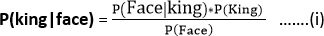 P(king|face) = P(Face|king)∗P(King) / P(Face) .......(i)